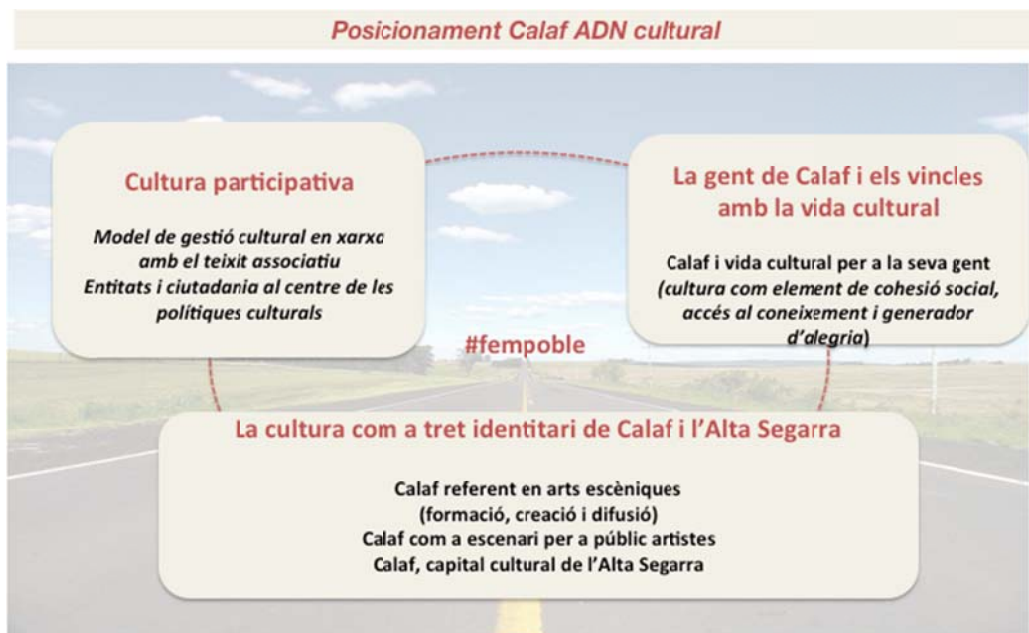 Posicionament Calaf ADN cultural
Cultura participativa
Model de gestió cultural en xarxa
amb el teixit associatiu
Entitats i ciutadania al centre de les
polítiques culturals
La gent de Calaf i els vincles
amb la vida cultural
Calaf i vida cultural per a la seva gent
(cultura com element de cohesió social,
accés al coneixement i generador
d'alegria)
#fempoble
La cultura com a tret identitari de Calaf i l'Alta Segarra
Calaf referent en arts escèniques
(formació, creació i difusió)
Calaf com a escenari per a públic artistes
Calaf, capital cultural de l'Alta Segarra